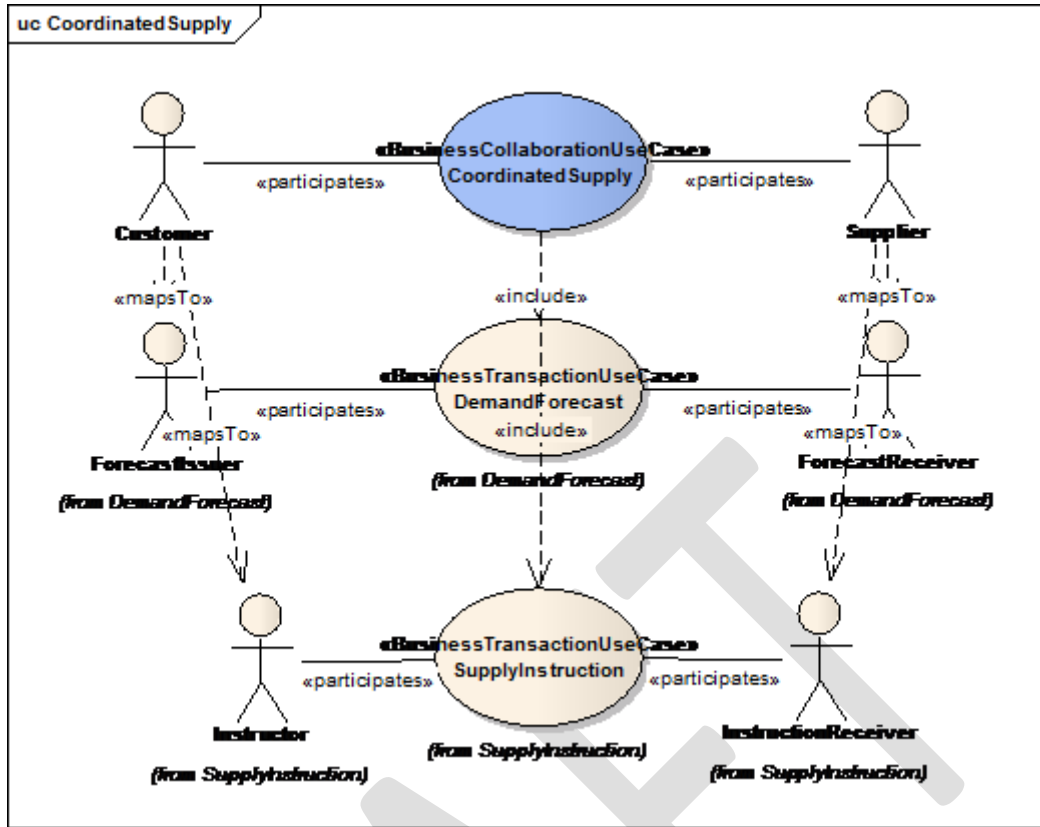 uc CoordinatedSupply
«BusinessCollaborationUseCase»
CoordinatedSupply
«participates»
«participates»
Customer
Supplier
«mapsTo»
«include»
«mapsTo»
«BusinessTransactionUseCase»
DemandForecast
«participates»
«participates»
«mapsTo»
«include»
«mapsTo»
ForecastIssuer
ForecastReceiver
(from DemandForecast)
(from DemandForecast)
(from DemandForecast)
«BusinessTransactionUseCase»
SupplyInstruction
«participates»
«participates»
Instructor
InstructionReceiver
(from SupplyInstruction)
(from SupplyInstruction)
(from SupplyInstruction)